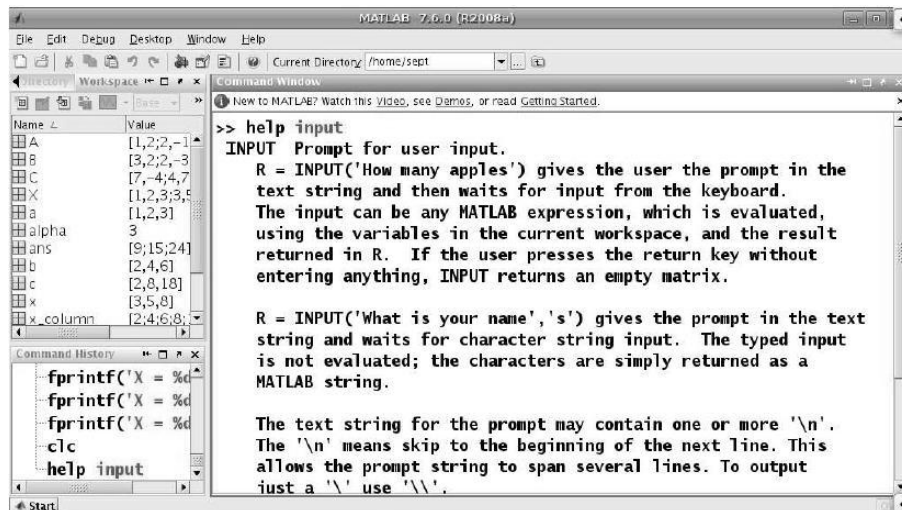 MATLAB 7.6.0 (R2008a)
File Edit Debug Desktop Window Help
Current Directory /home/sept
Directory Workspace
Base
Name Value
A [1,2;2,-1
B [3,2;2,-3
C [7,-4;4,7
X [1,2,3;3,5
a [1,2,3]
alpha 3
ans [9;15;24]
b [2,4,6]
c [2,8,18]
x [3,5,8]
x_column [2;4;6;8;
Command History
fprintf('X = %d
fprintf('X = %d
fprintf('X = %d
clc
help input
Command Window
New to MATLAB? Watch this Video, see Demos, or read Getting Started.
>> help input
INPUT Prompt for user input.
R = INPUT('How many apples') gives the user the prompt in the
text string and then waits for input from the keyboard.
The input can be any MATLAB expression, which is evaluated,
using the variables in the current workspace, and the result
returned in R. If the user presses the return key without
entering anything, INPUT returns an empty matrix.
R = INPUT('What is your name','s') gives the prompt in the text
string and waits for character string input. The typed input
is not evaluated; the characters are simply returned as a
MATLAB string.
The text string for the prompt may contain one or more '\n'.
The '\n' means skip to the beginning of the next line. This
allows the prompt string to span several lines. To output
just a '\' use '\\'.
Start